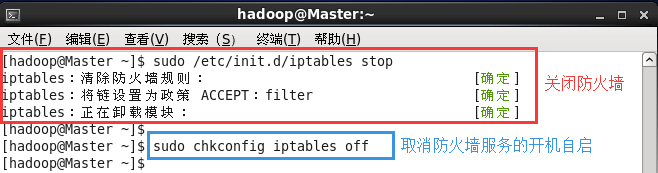 hadoop@Master:~
文件(F) 编辑(E) 查看(V) 搜索(S) 终端(T) 帮助(H)
[hadoop@Master ~]$ sudo /etc/init.d/iptables stop
iptables：清除防火墙规则： [确定]
iptables：将链设置为政策 ACCEPT：filter [确定]
iptables：正在卸载模块： [确定]
关闭防火墙
[hadoop@Master ~]$
[hadoop@Master ~]$ sudo chkconfig iptables off
取消防火墙服务的开机自启
[hadoop@Master ~]$